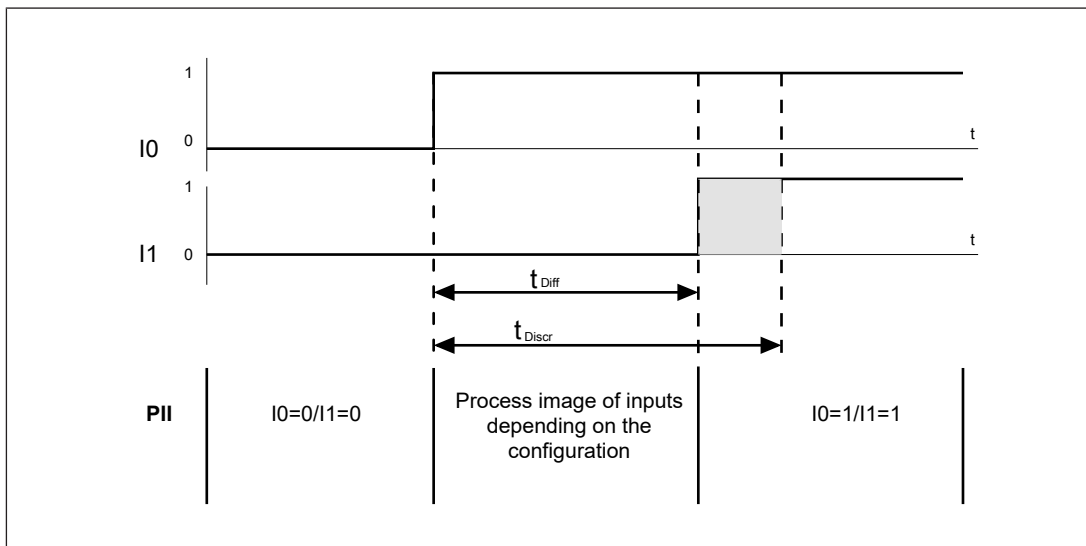 1
I0
0
t
1
I1
0
t
t Diff
t Discr
PII
I0=0/I1=0
Process image of inputs
depending on the
configuration
I0=1/I1=1